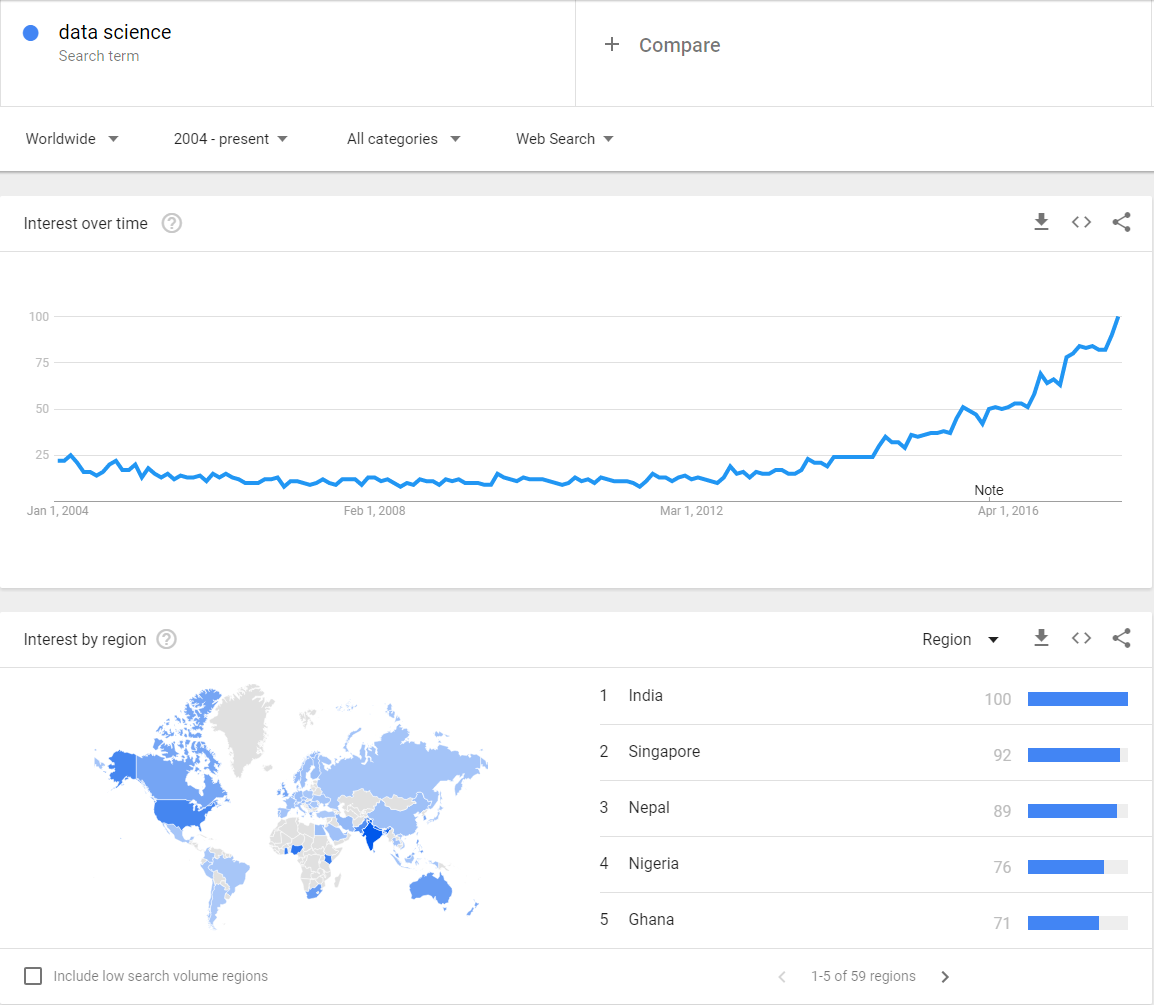 data science
Search term
+ Compare
Worldwide 2004 - present All categories Web Search
Interest over time ?
100
75
50
25
Note
Jan 1, 2004 Feb 1, 2008 Mar 1, 2012 Apr 1, 2016
Interest by region ? Region
1 India 100
2 Singapore 92
3 Nepal 89
4 Nigeria 76
5 Ghana 71
Include low search volume regions 1-5 of 59 regions